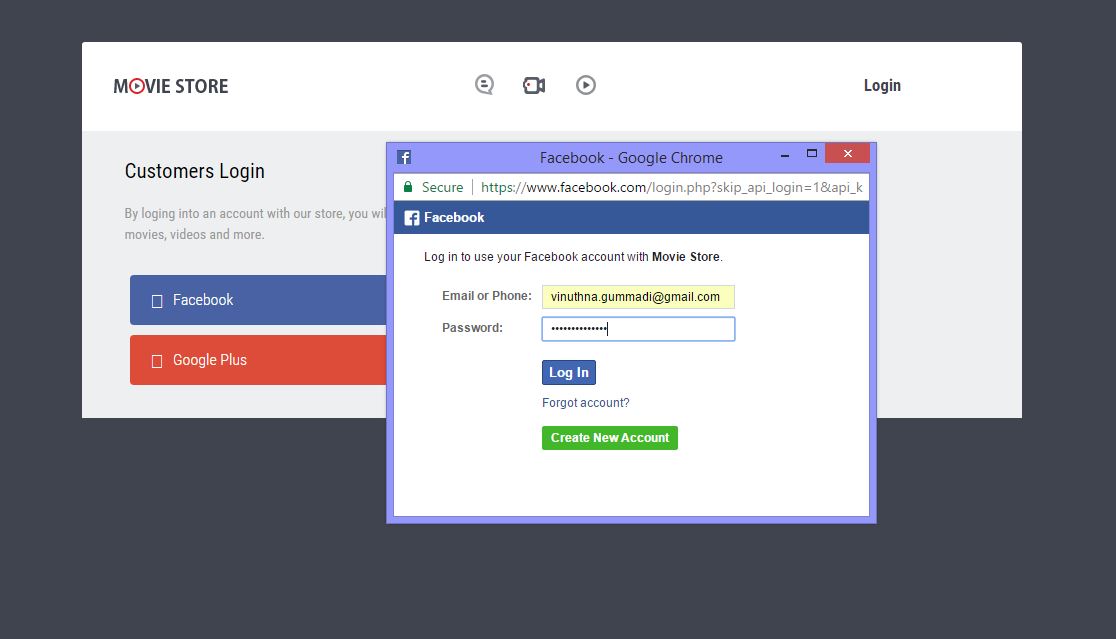 MOVIE STORE
Login
Customers Login
By loging into an account with our store, you wil
movies, videos and more.
Facebook
Google Plus
Facebook - Google Chrome
Secure
https://www.facebook.com/login.php?skip_api_login=1&api_k
Facebook
Log in to use your Facebook account with Movie Store.
Email or Phone:
vinuthna.gummadi@gmail.com
Password:
••••••••••••••
Log In
Forgot account?
Create New Account